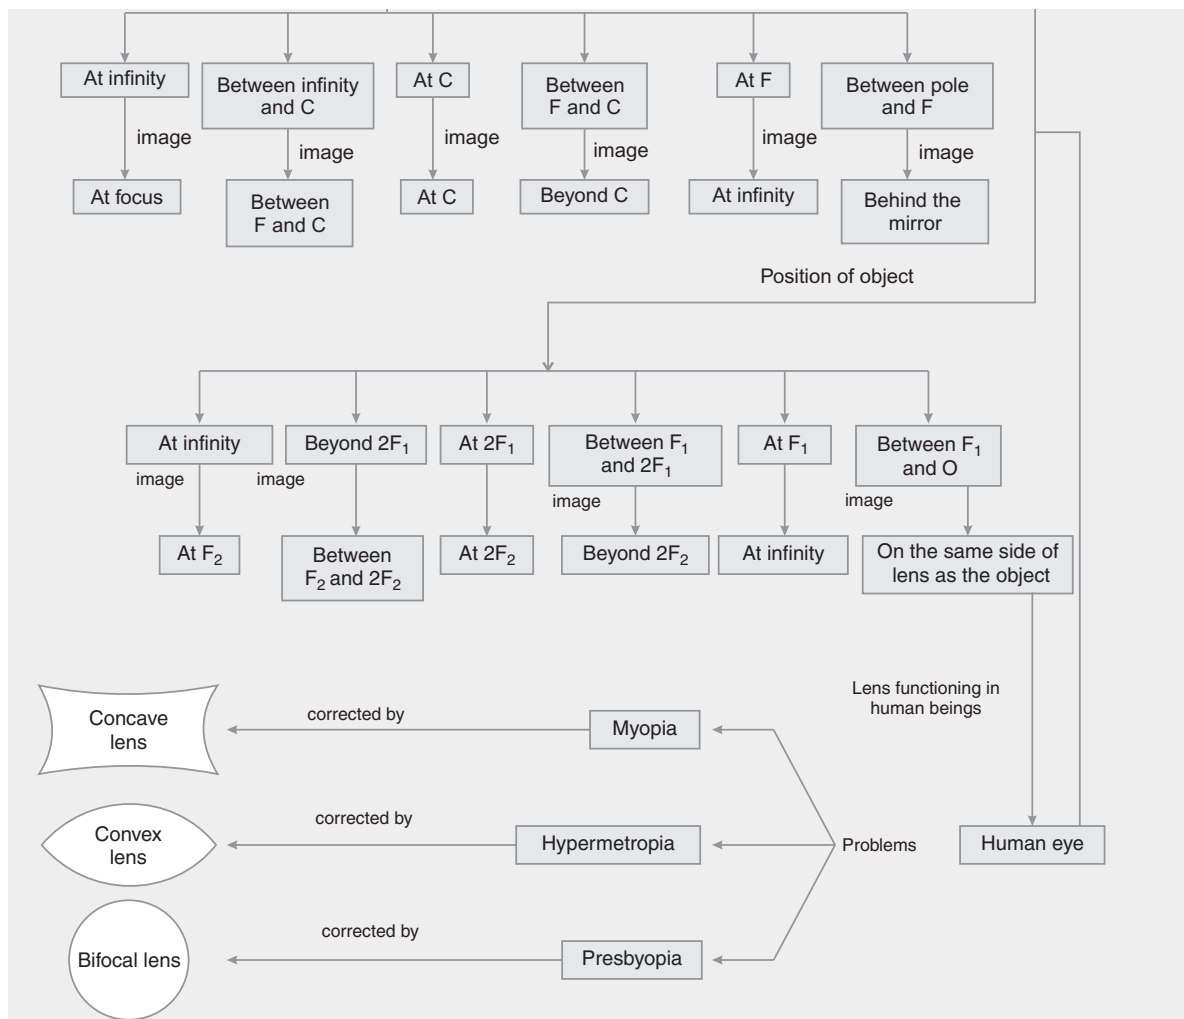 At infinity
Between infinity
and C
At C
Between
F and C
At F
Between pole
and F
image
image
image
image
image
image
At focus
Between
F and C
At C
Beyond C
At infinity
Behind the
mirror
Position of object
At infinity
Beyond 2F₁
At 2F₁
Between F₁
and 2F₁
At F₁
Between F₁
and O
image
image
image
image
At F₂
Between
F₂ and 2F₂
At 2F₂
Beyond 2F₂
At infinity
On the same side of
lens as the object
Lens functioning in
human beings
Concave
lens
corrected by
Myopia
Convex
lens
corrected by
Hypermetropia
Problems
Human eye
Bifocal lens
corrected by
Presbyopia